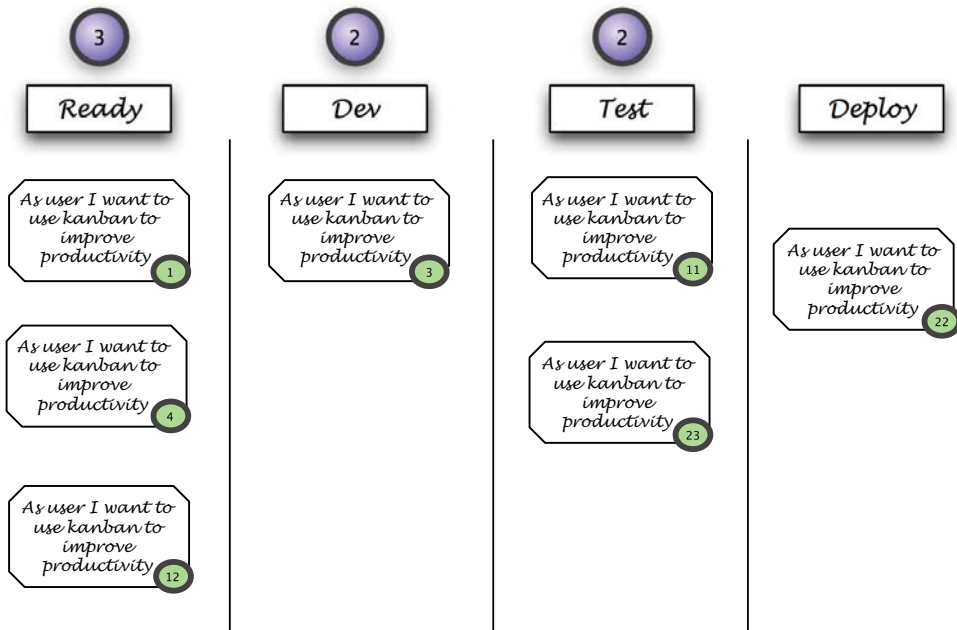 3
2
2
Ready
Dev
Test
Deploy
As user I want to
use kanban to
improve
productivity
1
As user I want to
use kanban to
improve
productivity
4
As user I want to
use kanban to
improve
productivity
12
As user I want to
use kanban to
improve
productivity
3
As user I want to
use kanban to
improve
productivity
11
As user I want to
use kanban to
improve
productivity
23
As user I want to
use kanban to
improve
productivity
22